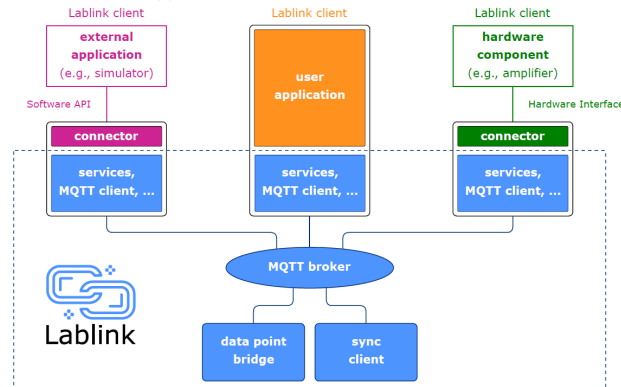 Lablink client
Lablink client
Lablink client
external
application
(e.g., simulator)
user
application
hardware
component
(e.g., amplifier)
Software API
Hardware Interface
connector
connector
services,
MQTT client, ...
services,
MQTT client, ...
services,
MQTT client, ...
MQTT broker
Lablink
data point
bridge
sync
client